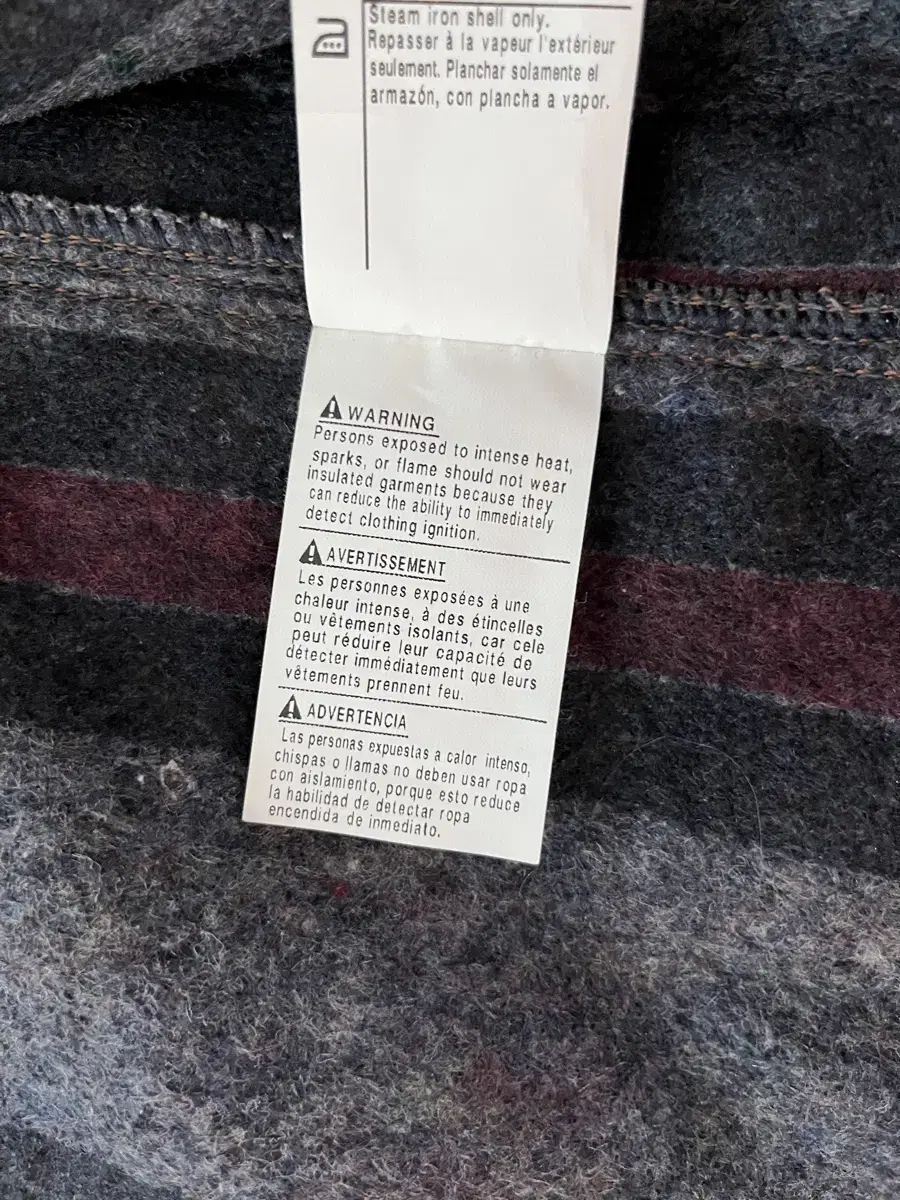 Steam iron shell only.
Repasser à la vapeur l'extérieur
seulement. Planchar solamente el
armazón, con plancha a vapor.
WARNING
Persons exposed to intense heat,
sparks, or flame should not wear
insulated garments because they
can reduce the ability to immediately
detect clothing ignition.
AVERTISSEMENT
Les personnes exposées à une
chaleur intense, à des étincelles
ou vêtements isolants, car cele
peut réduire leur capacité de
détecter immédiatement que leurs
vêtements prennent feu.
ADVERTENCIA
Las personas expuestas a calor intenso,
chispas o llamas no deben usar ropa
con aislamiento, porque esto reduce
la habilidad de detectar ropa
encendida de inmediato.